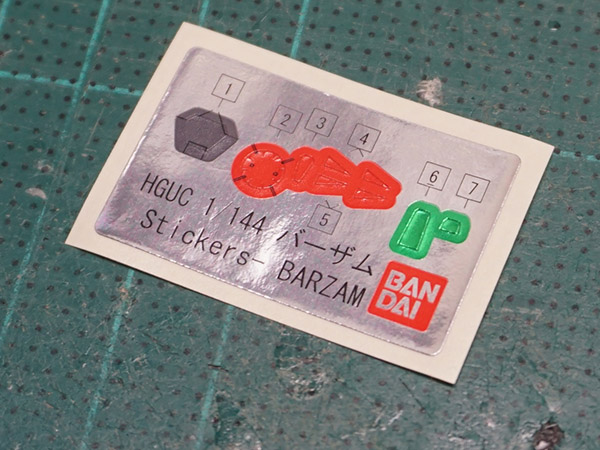 1
2
3
4
5
6
7
HGUC 1/144 バーザム
Stickers- BARZAM
BAN
DAI